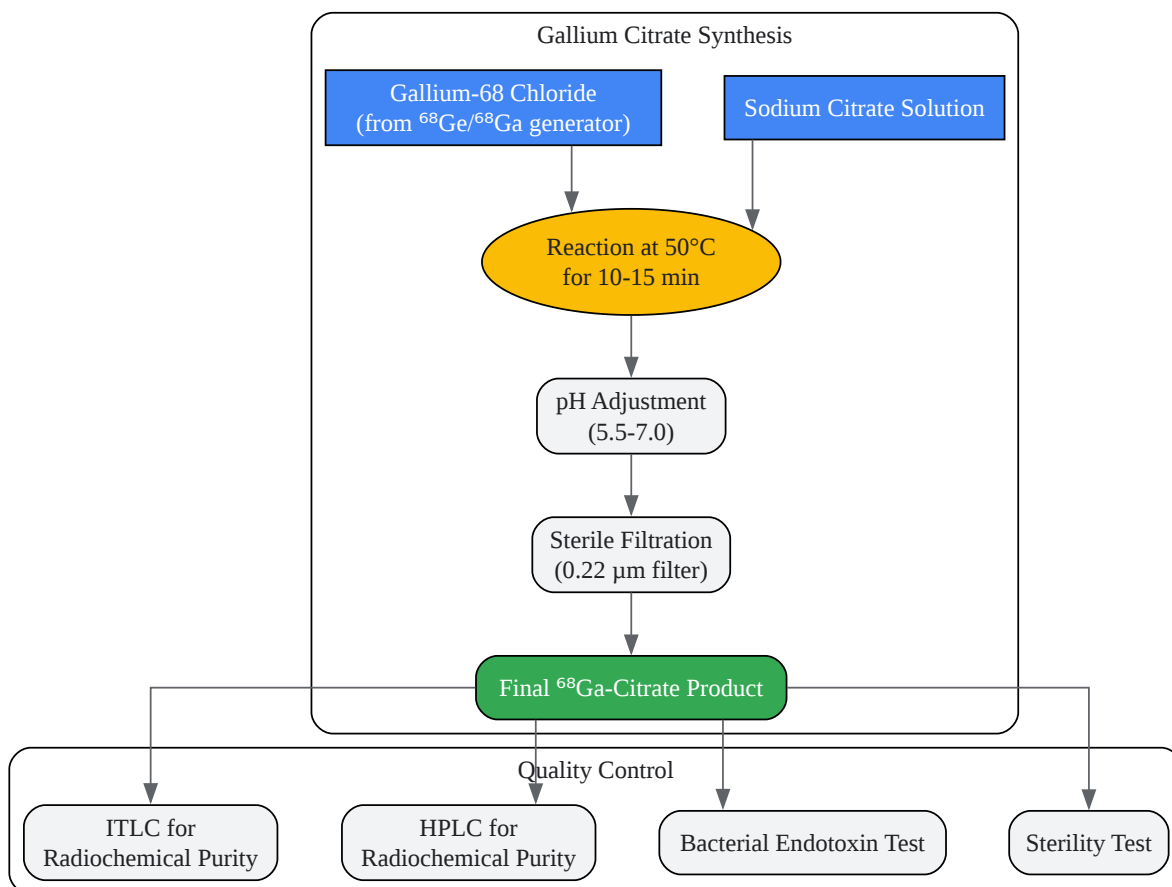 Gallium Citrate Synthesis
Gallium-68 Chloride
(from ⁶⁸Ge/⁶⁸Ga generator)
Sodium Citrate Solution
Reaction at 50°C
for 10-15 min
pH Adjustment
(5.5-7.0)
Sterile Filtration
(0.22 µm filter)
Final ⁶⁸Ga-Citrate Product
Quality Control
ITLC for
Radiochemical Purity
HPLC for
Radiochemical Purity
Bacterial Endotoxin Test
Sterility Test